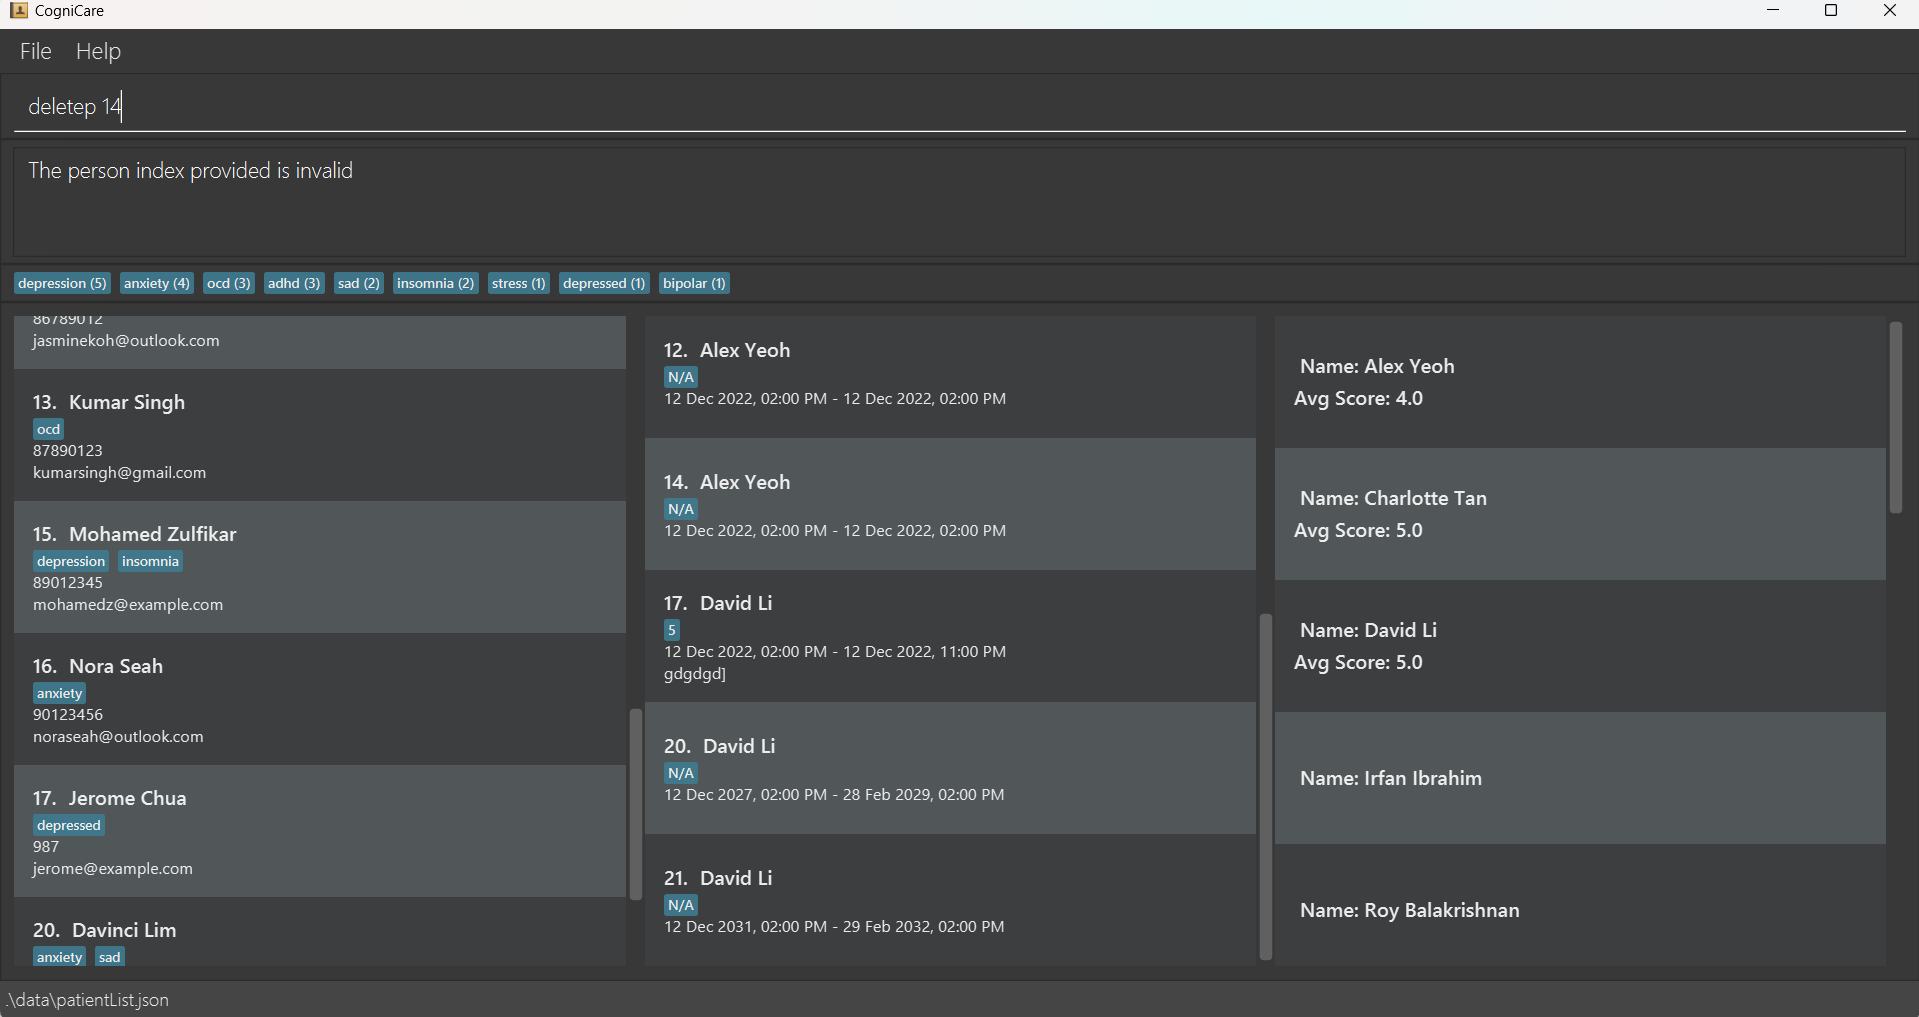 CogniCare
File Help
deletep 14
The person index provided is invalid
depression (5) anxiety (4) ocd (3) adhd (3) sad (2) insomnia (2) stress (1) depressed (1) bipolar (1)
86789012
jasminekoh@outlook.com
13. Kumar Singh
ocd
87890123
kumarsingh@gmail.com
15. Mohamed Zulfikar
depression insomnia
89012345
mohamedz@example.com
16. Nora Seah
anxiety
90123456
noraseah@outlook.com
17. Jerome Chua
depressed
987
jerome@example.com
20. Davinci Lim
anxiety sad
12. Alex Yeoh
N/A
12 Dec 2022, 02:00 PM - 12 Dec 2022, 02:00 PM
14. Alex Yeoh
N/A
12 Dec 2022, 02:00 PM - 12 Dec 2022, 02:00 PM
17. David Li
5
12 Dec 2022, 02:00 PM - 12 Dec 2022, 11:00 PM
gdgdgd]
20. David Li
N/A
12 Dec 2027, 02:00 PM - 28 Feb 2029, 02:00 PM
21. David Li
N/A
12 Dec 2031, 02:00 PM - 29 Feb 2032, 02:00 PM
Name: Alex Yeoh
Avg Score: 4.0
Name: Charlotte Tan
Avg Score: 5.0
Name: David Li
Avg Score: 5.0
Name: Irfan Ibrahim
Name: Roy Balakrishnan
.\data\patientList.json